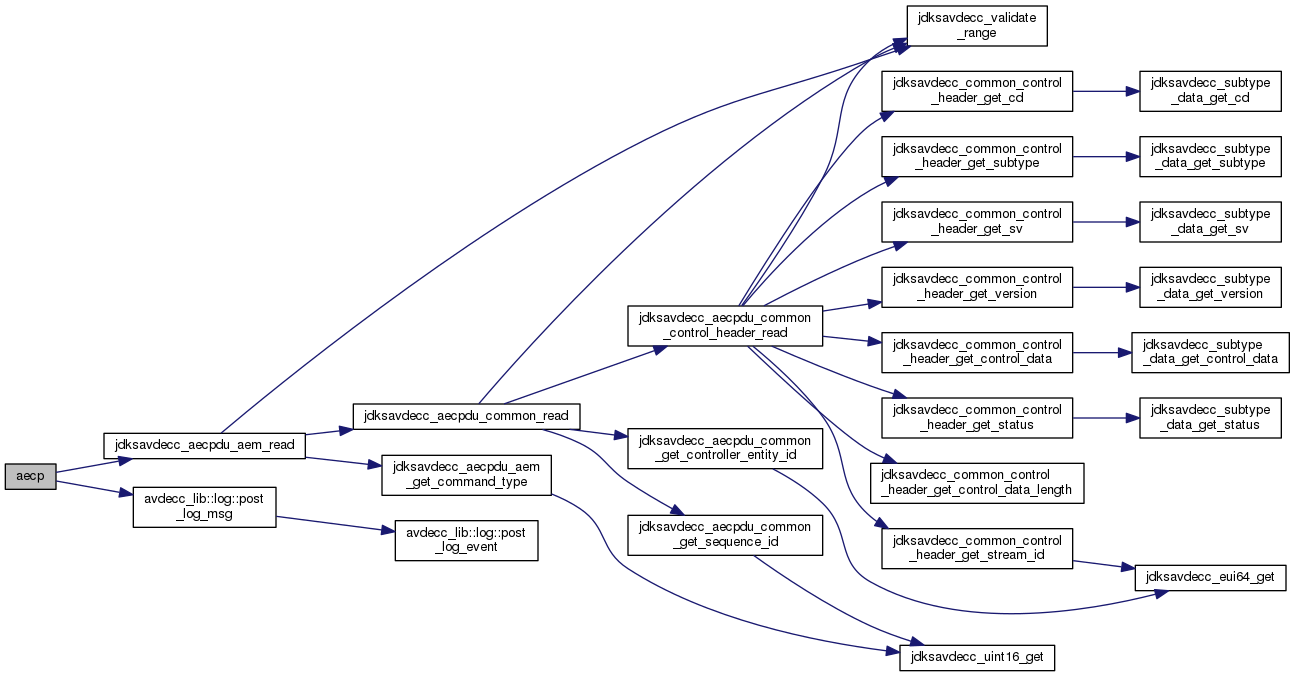 jdksavdecc_validate
_range
jdksavdecc_common_control
_header_get_cd
jdksavdecc_subtype
_data_get_cd
jdksavdecc_common_control
_header_get_subtype
jdksavdecc_subtype
_data_get_subtype
jdksavdecc_common_control
_header_get_sv
jdksavdecc_subtype
_data_get_sv
jdksavdecc_common_control
_header_get_version
jdksavdecc_subtype
_data_get_version
jdksavdecc_aecpdu_common
_control_header_read
jdksavdecc_common_control
_header_get_control_data
jdksavdecc_subtype
_data_get_control_data
jdksavdecc_common_control
_header_get_status
jdksavdecc_subtype
_data_get_status
jdksavdecc_aecpdu_common_read
jdksavdecc_aecpdu_aem_read
jdksavdecc_aecpdu_common
_get_controller_entity_id
aecp
jdksavdecc_aecpdu_aem
_get_command_type
jdksavdecc_common_control
_header_get_control_data_length
avdecc_lib::log::post
_log_msg
avdecc_lib::log::post
_log_event
jdksavdecc_aecpdu_common
_get_sequence_id
jdksavdecc_common_control
_header_get_stream_id
jdksavdecc_eui64_get
jdksavdecc_uint16_get